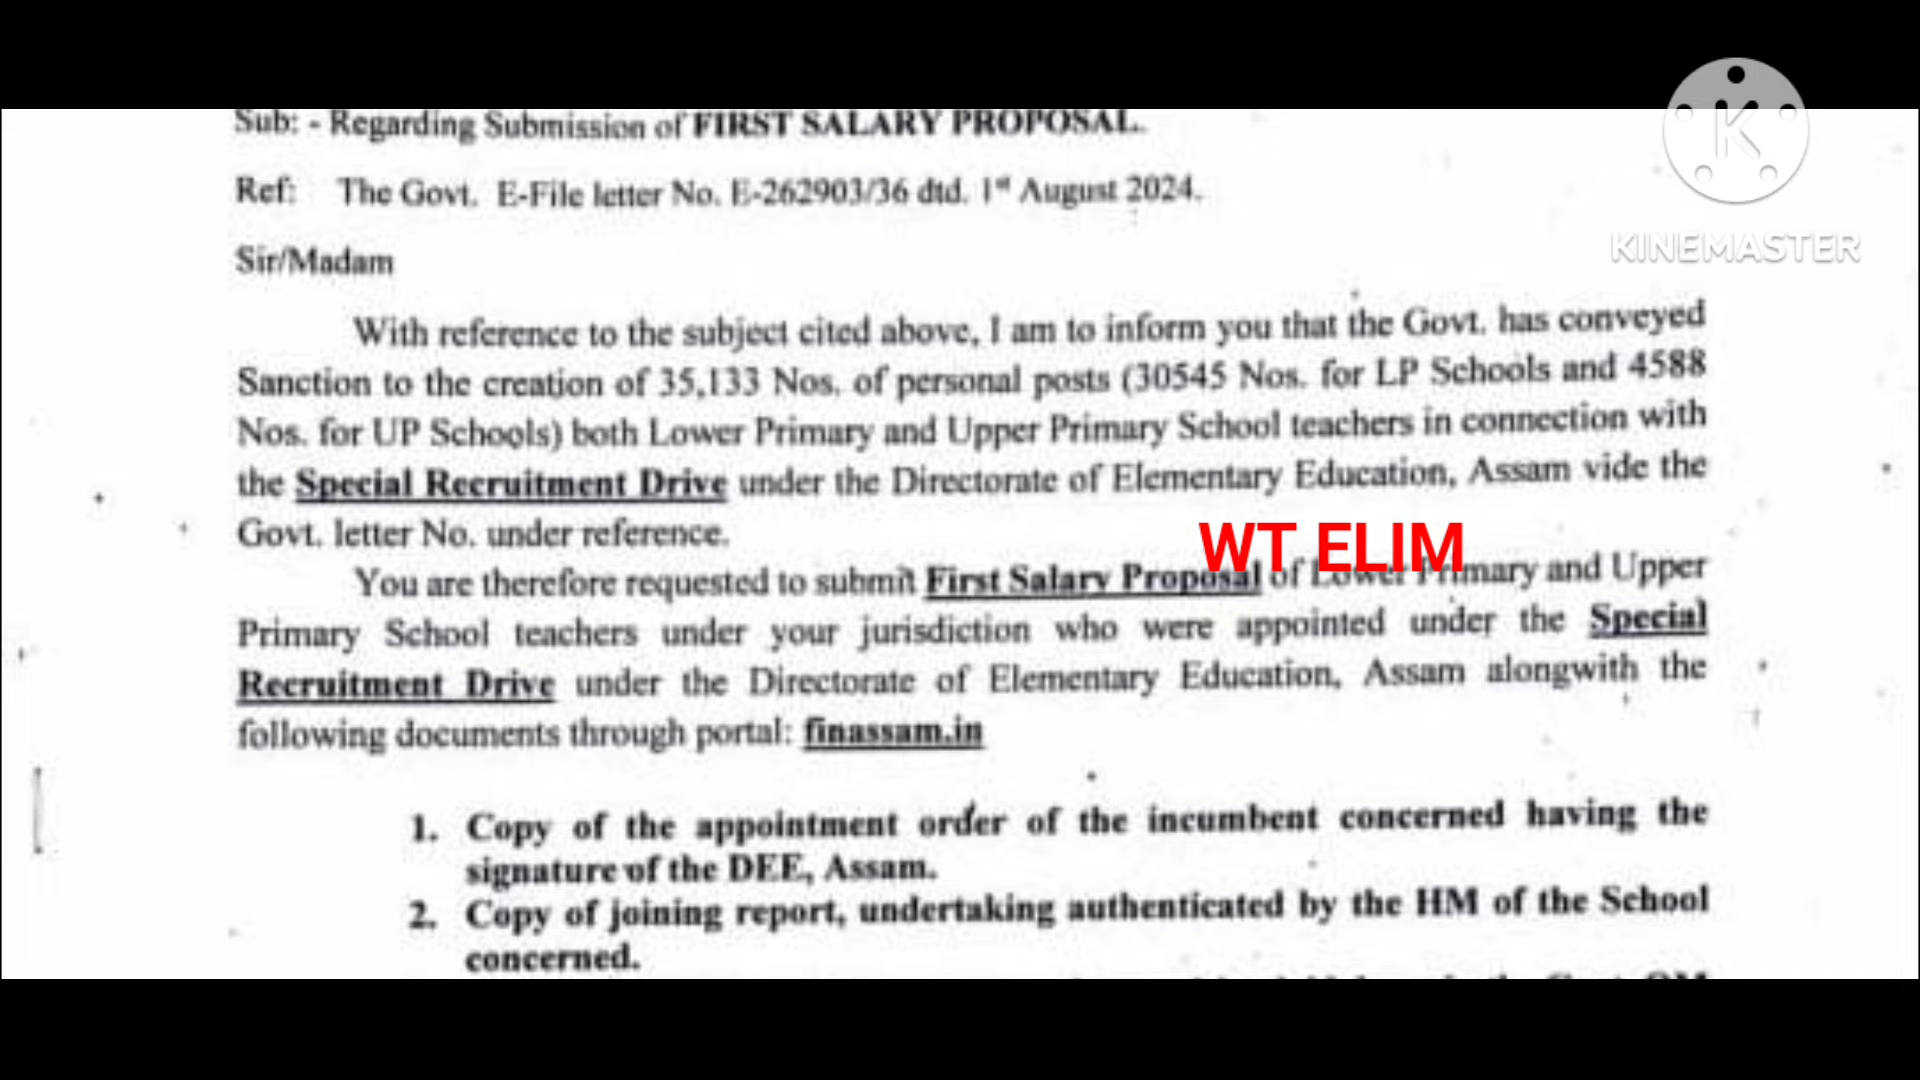 Sub: - Regarding Submission of FIRST SALARY PROPOSAL.
Ref: The Govt. E-File letter No. E-262903/36 dtd. 1st August 2024.
Sir/Madam
With reference to the subject cited above, I am to inform you that the Govt. has conveyed
Sanction to the creation of 35,133 Nos. of personal posts (30545 Nos. for LP Schools and 4588
Nos. for UP Schools) both Lower Primary and Upper Primary School teachers in connection with
the Special Recruitment Drive under the Directorate of Elementary Education, Assam vide the
Govt. letter No. under reference.
You are therefore requested to submit First Salary Proposal of Lower Primary and Upper
Primary School teachers under your jurisdiction who were appointed under the Special
Recruitment Drive under the Directorate of Elementary Education, Assam alongwith the
following documents through portal: finassam.in
1. Copy of the appointment order of the incumbent concerned having the
signature of the DEE, Assam.
2. Copy of joining report, undertaking authenticated by the HM of the School
concerned.
WT ELIM
K
KINEMASTER